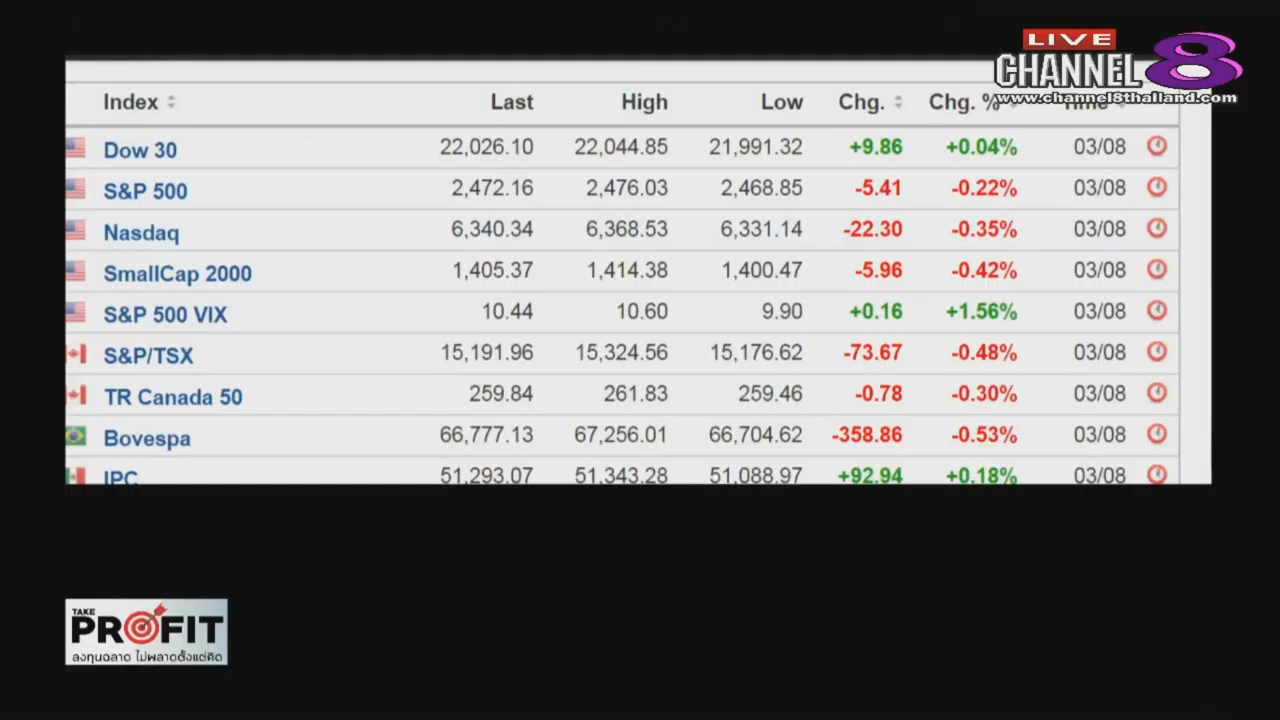 LIVE
CHANNEL 8
www.channel8thailand.com
Index Last High Low Chg. Chg. % Time
Dow 30 22,026.10 22,044.85 21,991.32 +9.86 +0.04% 03/08
S&P 500 2,472.16 2,476.03 2,468.85 -5.41 -0.22% 03/08
Nasdaq 6,340.34 6,368.53 6,331.14 -22.30 -0.35% 03/08
SmallCap 2000 1,405.37 1,414.38 1,400.47 -5.96 -0.42% 03/08
S&P 500 VIX 10.44 10.60 9.90 +0.16 +1.56% 03/08
S&P/TSX 15,191.96 15,324.56 15,176.62 -73.67 -0.48% 03/08
TR Canada 50 259.84 261.83 259.46 -0.78 -0.30% 03/08
Bovespa 66,777.13 67,256.01 66,704.62 -358.86 -0.53% 03/08
IPC 51,293.07 51,343.28 51,088.97 +92.94 +0.18% 03/08
TAKE
PROFIT
ลงทุนฉลาด ไม่พลาดตั้งแต่คิด